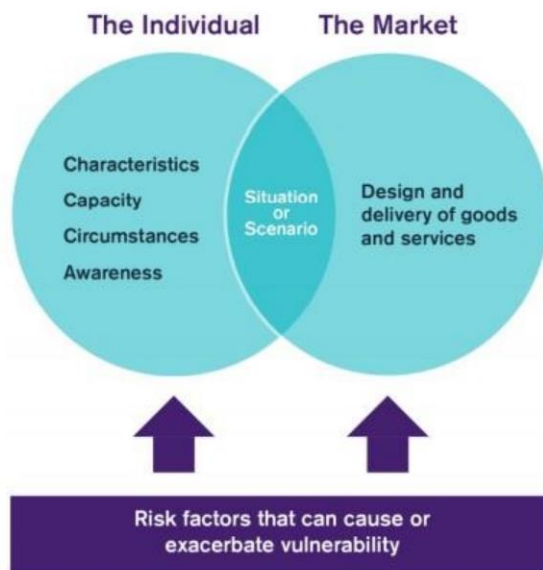 The Individual
The Market
Characteristics
Capacity
Circumstances
Awareness
Situation
or
Scenario
Design and
delivery of goods
and services
Risk factors that can cause or
exacerbate vulnerability